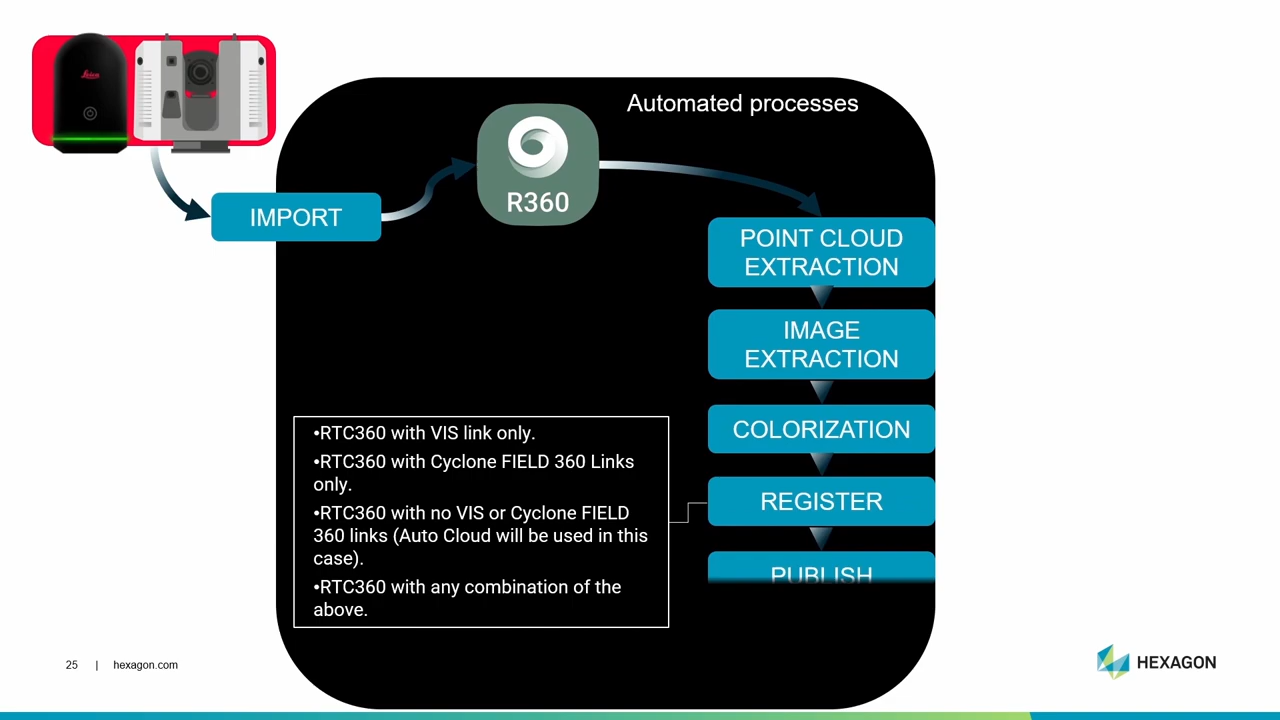 Leica
Automated processes
R360
IMPORT
POINT CLOUD
EXTRACTION
IMAGE
EXTRACTION
COLORIZATION
REGISTER
PUBLISH
•RTC360 with VIS link only.
•RTC360 with Cyclone FIELD 360 Links
only.
•RTC360 with no VIS or Cyclone FIELD
360 links (Auto Cloud will be used in this
case).
•RTC360 with any combination of the
above.
25 | hexagon.com
HEXAGON